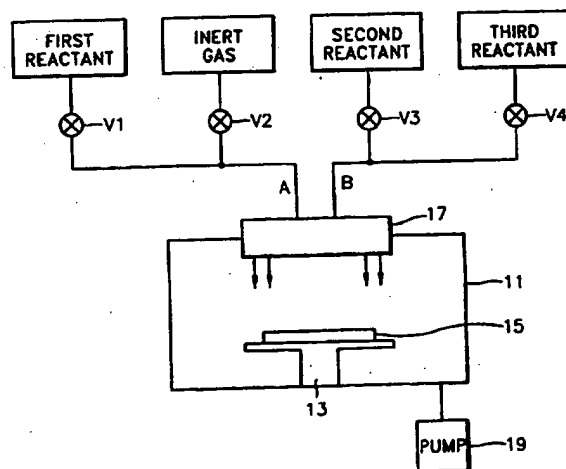 FIRST
REACTANT
INERT
GAS
SECOND
REACTANT
THIRD
REACTANT
V1
V2
V3
V4
A
B
17
11
15
13
PUMP
19